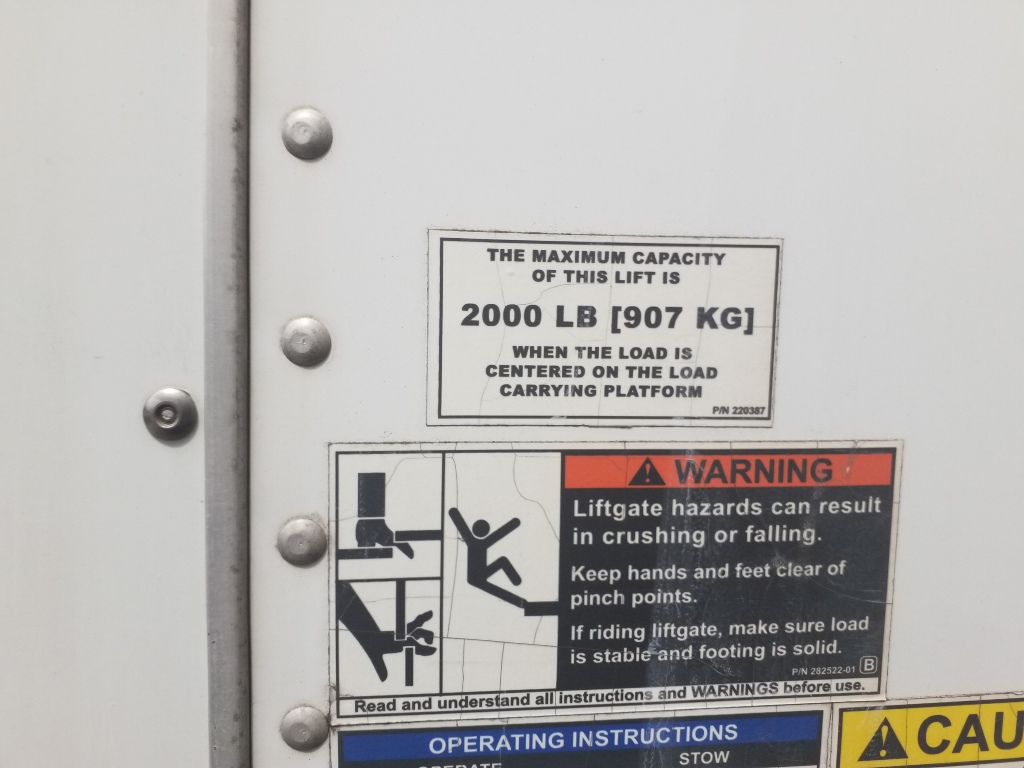 THE MAXIMUM CAPACITY
OF THIS LIFT IS
2000 LB [907 KG]
WHEN THE LOAD IS
CENTERED ON THE LOAD
CARRYING PLATFORM
P/N 220387
WARNING
Liftgate hazards can result
in crushing or falling.
Keep hands and feet clear of
pinch points.
If riding liftgate, make sure load
is stable and footing is solid.
P/N 282522-01 B
Read and understand all instructions and WARNINGS before use.
OPERATING INSTRUCTIONS
OPERATE STOW
CAU